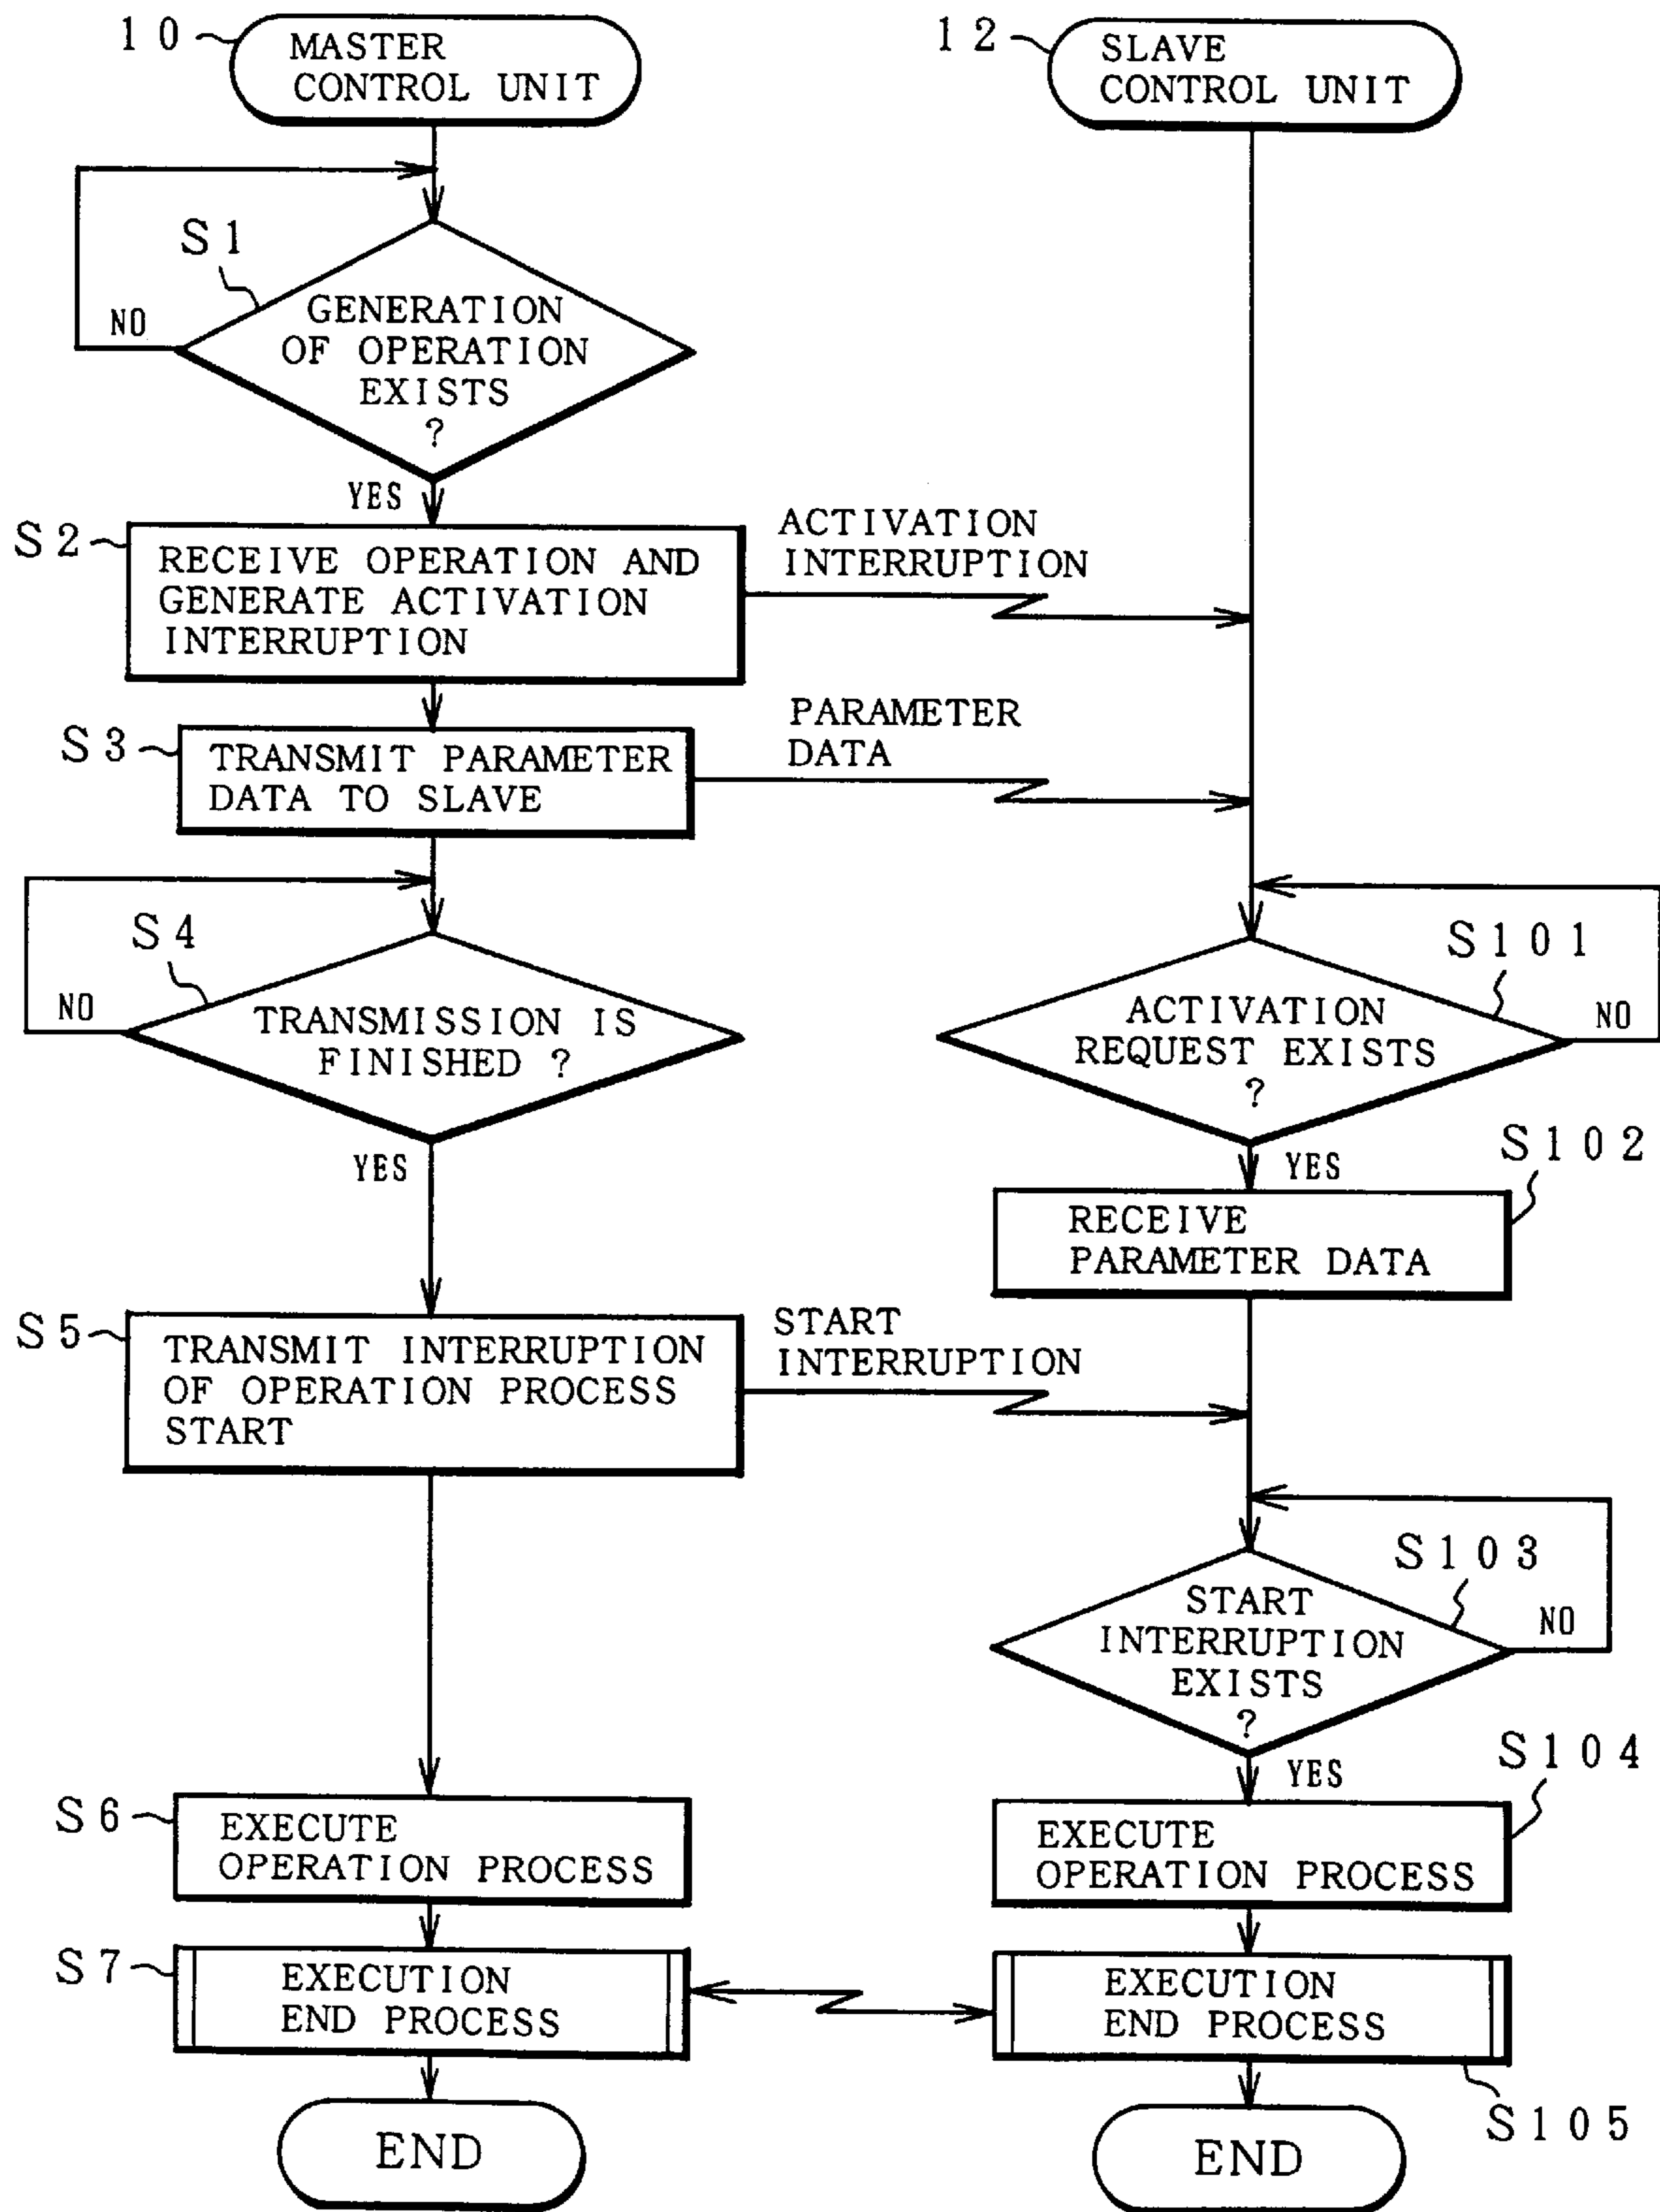 10
MASTER
CONTROL UNIT
12
SLAVE
CONTROL UNIT
S1
GENERATION
OF OPERATION
EXISTS
?
NO
YES
S2
RECEIVE OPERATION AND
GENERATE ACTIVATION
INTERRUPTION
ACTIVATION
INTERRUPTION
S3
TRANSMIT PARAMETER
DATA TO SLAVE
PARAMETER
DATA
S4
TRANSMISSION IS
FINISHED ?
NO
YES
S101
ACTIVATION
REQUEST EXISTS
?
NO
YES
S102
RECEIVE
PARAMETER DATA
S5
TRANSMIT INTERRUPTION
OF OPERATION PROCESS
START
START
INTERRUPTION
S103
START
INTERRUPTION
EXISTS
?
NO
YES
S6
EXECUTE
OPERATION PROCESS
S104
EXECUTE
OPERATION PROCESS
S7
EXECUTION
END PROCESS
EXECUTION
END PROCESS
S105
END
END